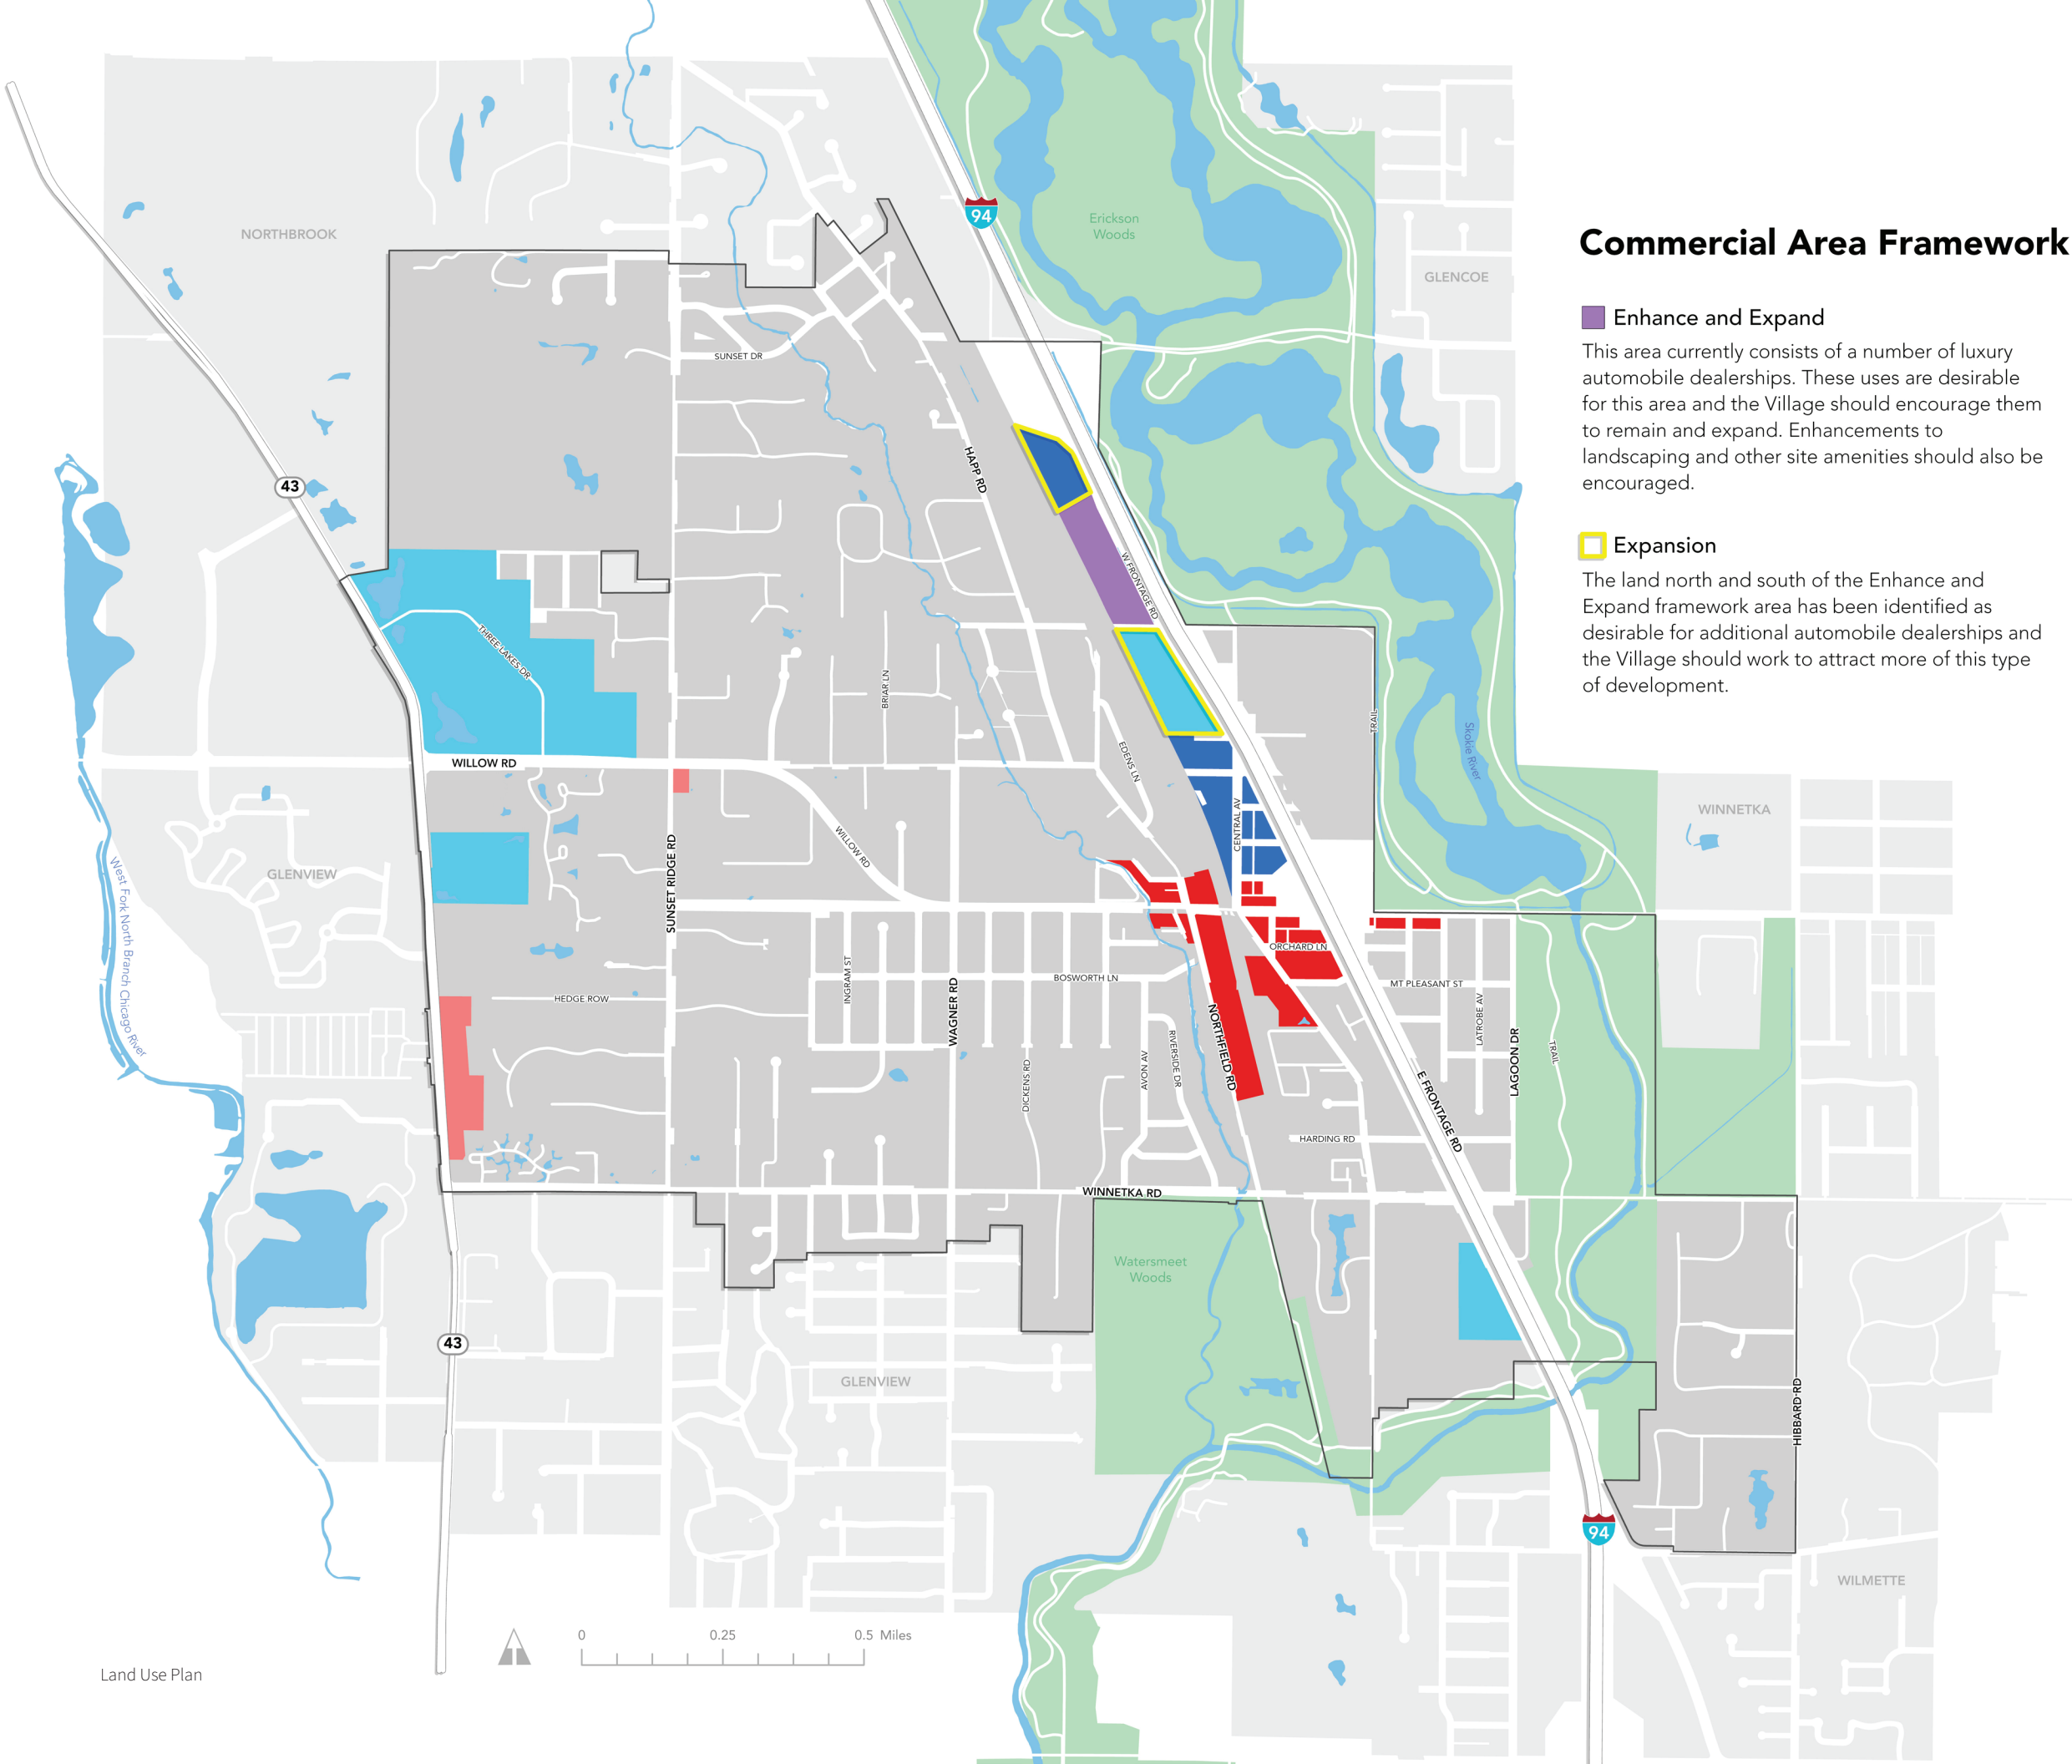 Commercial Area Framework
Enhance and Expand
This area currently consists of a number of luxury
automobile dealerships. These uses are desirable
for this area and the Village should encourage them
to remain and expand. Enhancements to
landscaping and other site amenities should also be
encouraged.
Expansion
The land north and south of the Enhance and
Expand framework area has been identified as
desirable for additional automobile dealerships and
the Village should work to attract more of this type
of development.
94
Erickson
Woods
NORTHBROOK
GLENCOE
SUNSET DR
HAPP RD
43
W FRONTAGE RD
THREE LAKES DR
BRIAR LN
TRAIL
Skokie River
EDENS LN
WILLOW RD
WINNETKA
CENTRAL AV
WILLOW RD
SUNSET RIDGE RD
GLENVIEW
West Fork North Branch Chicago River
ORCHARD LN
INGRAM ST
BOSWORTH LN
MT PLEASANT ST
HEDGE ROW
WAGNER RD
NORTHFIELD RD
LATROBE AV
LAGOON DR
TRAIL
RIVERSIDE DR
AVON AV
DICKENS RD
E FRONTAGE RD
HARDING RD
WINNETKA RD
Watersmeet
Woods
43
GLENVIEW
HIBBARD RD
94
WILMETTE
0 0.25 0.5 Miles
Land Use Plan